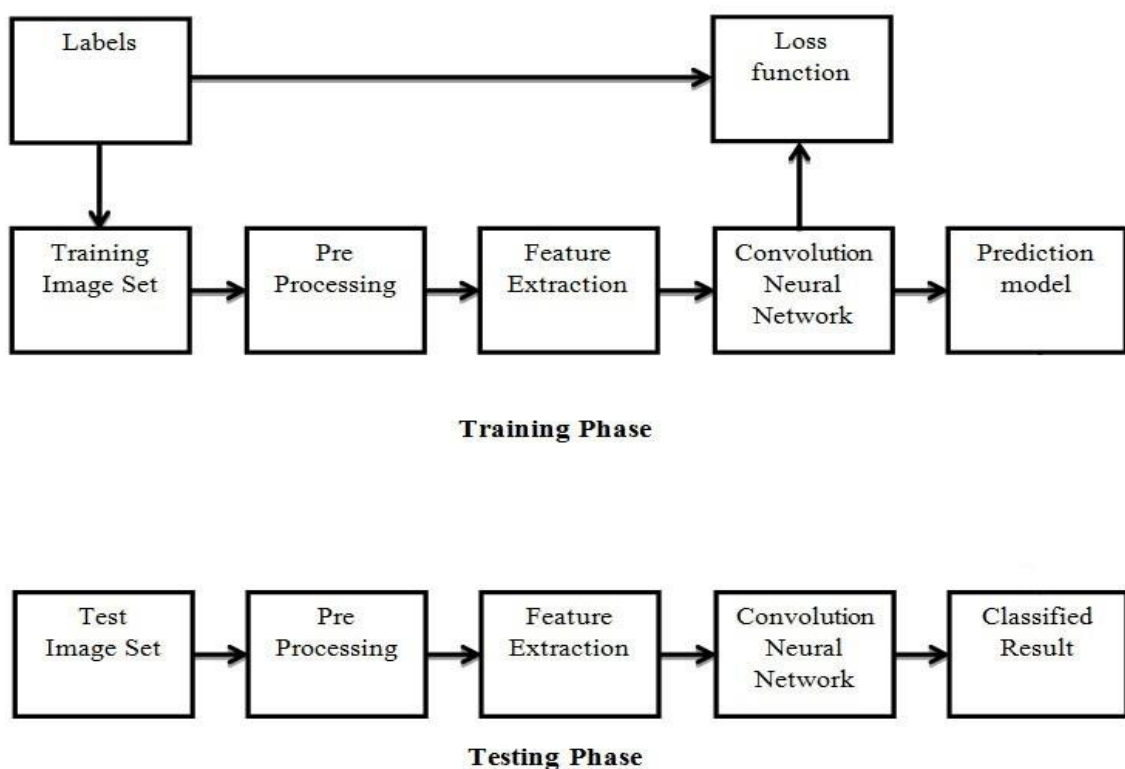 Labels
Loss
function
Training
Image Set
Pre
Processing
Feature
Extraction
Convolution
Neural
Network
Prediction
model
Training Phase
Test
Image Set
Pre
Processing
Feature
Extraction
Convolution
Neural
Network
Classified
Result
Testing Phase